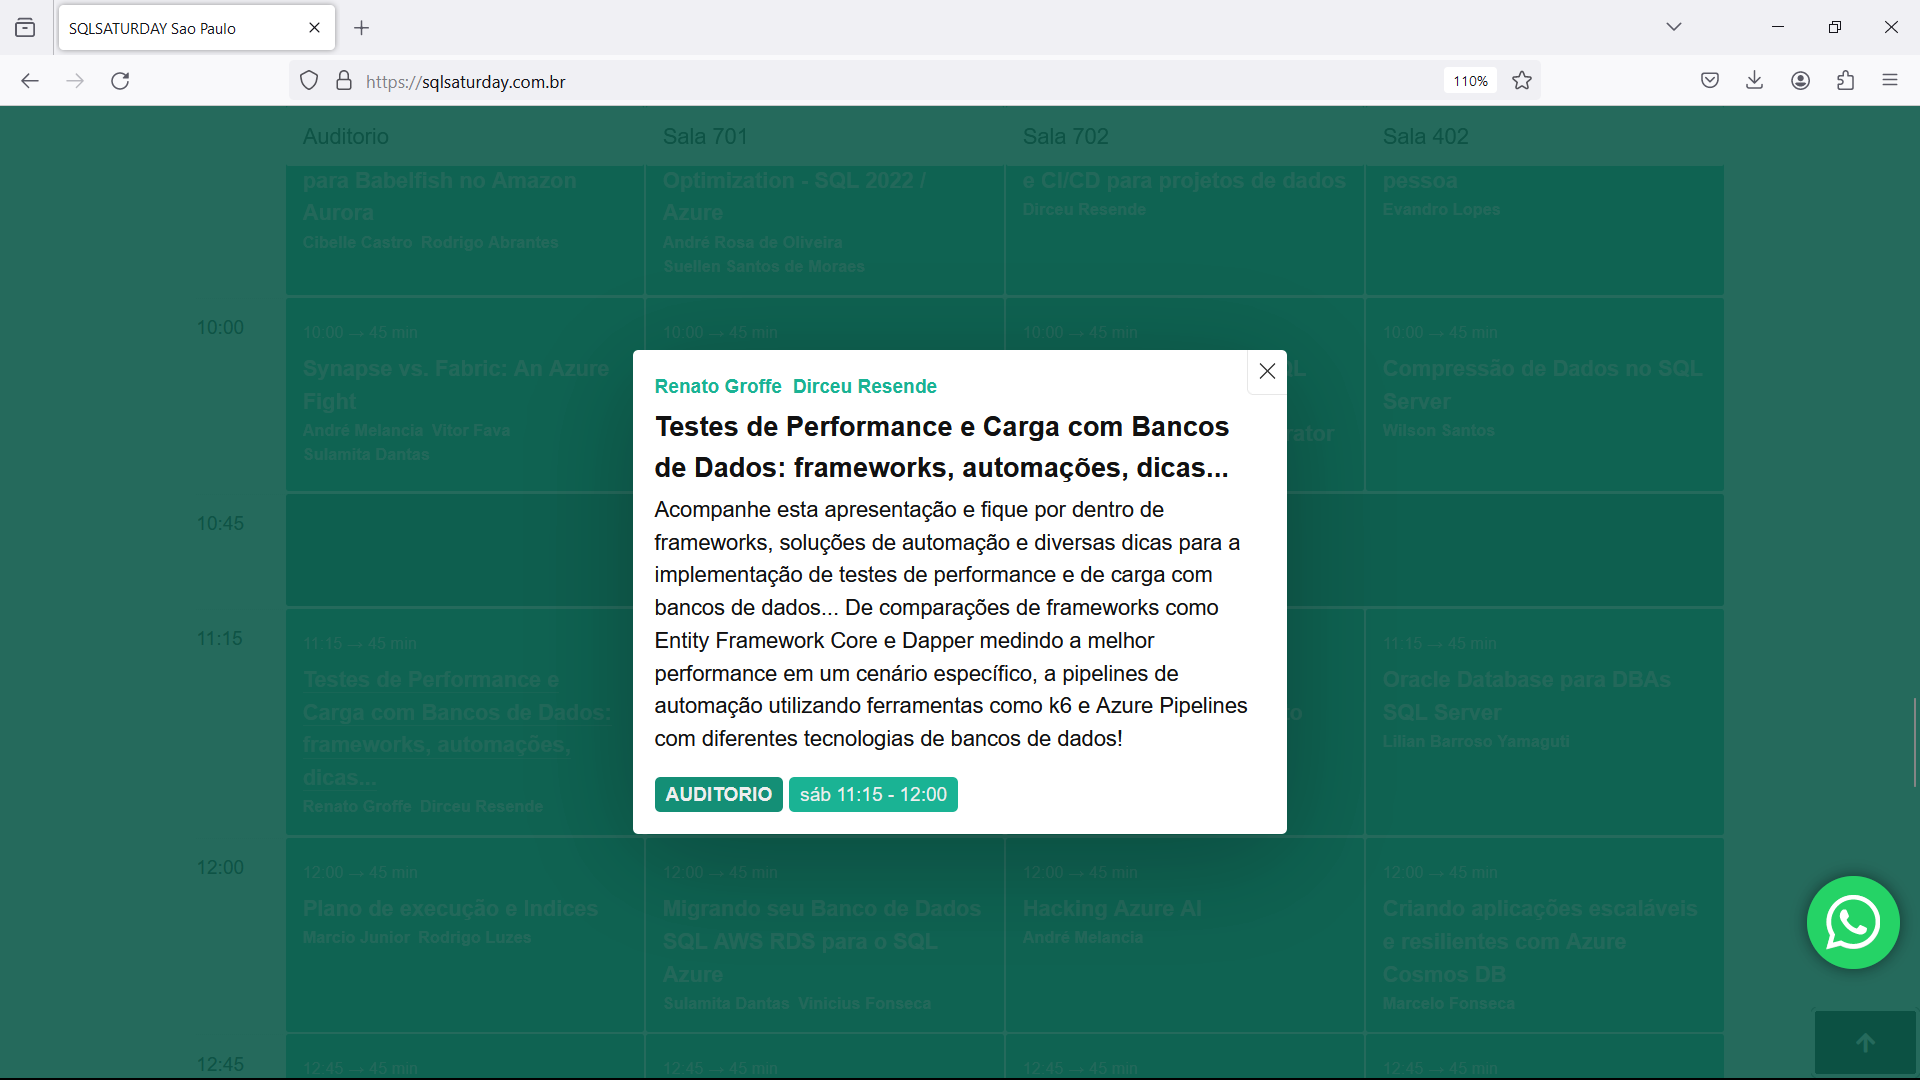 SQLSATURDAY Sao Paulo
https://sqlsaturday.com.br
110%
Auditorio
Sala 701
Sala 702
Sala 402
para Babelfish no Amazon
Aurora
Cibelle Castro Rodrigo Abrantes
Optimization - SQL 2022 /
Azure
André Rosa de Oliveira
Suellen Santos de Moraes
e CI/CD para projetos de dados
Dirceu Resende
pessoa
Evandro Lopes
10:00
10:00 → 45 min
Synapse vs. Fabric: An Azure
Fight
André Melancia Vitor Fava
Sulamita Dantas
10:00 → 45 min
10:00 → 45 min
10:00 → 45 min
Compressão de Dados no SQL
Server
Wilson Santos
Renato Groffe Dirceu Resende
Testes de Performance e Carga com Bancos
de Dados: frameworks, automações, dicas...
Acompanhe esta apresentação e fique por dentro de
frameworks, soluções de automação e diversas dicas para a
implementação de testes de performance e de carga com
bancos de dados... De comparações de frameworks como
Entity Framework Core e Dapper medindo a melhor
performance em um cenário específico, a pipelines de
automação utilizando ferramentas como k6 e Azure Pipelines
com diferentes tecnologias de bancos de dados!
AUDITORIO
sáb 11:15 - 12:00
10:45
11:15
11:15 → 45 min
Testes de Performance e
Carga com Bancos de Dados:
frameworks, automações,
dicas...
Renato Groffe Dirceu Resende
11:15 → 45 min
Oracle Database para DBAs
SQL Server
Lilian Barroso Yamaguti
12:00
12:00 → 45 min
Plano de execução e Indices
Marcio Junior Rodrigo Luzes
12:00 → 45 min
Migrando seu Banco de Dados
SQL AWS RDS para o SQL
Azure
Sulamita Dantas Vinicius Fonseca
12:00 → 45 min
Hacking Azure AI
André Melancia
12:00 → 45 min
Criando aplicações escaláveis
e resilientes com Azure
Cosmos DB
Marcelo Fonseca
12:45
12:45 → 45 min
12:45 → 45 min
12:45 → 45 min
12:45 → 45 min